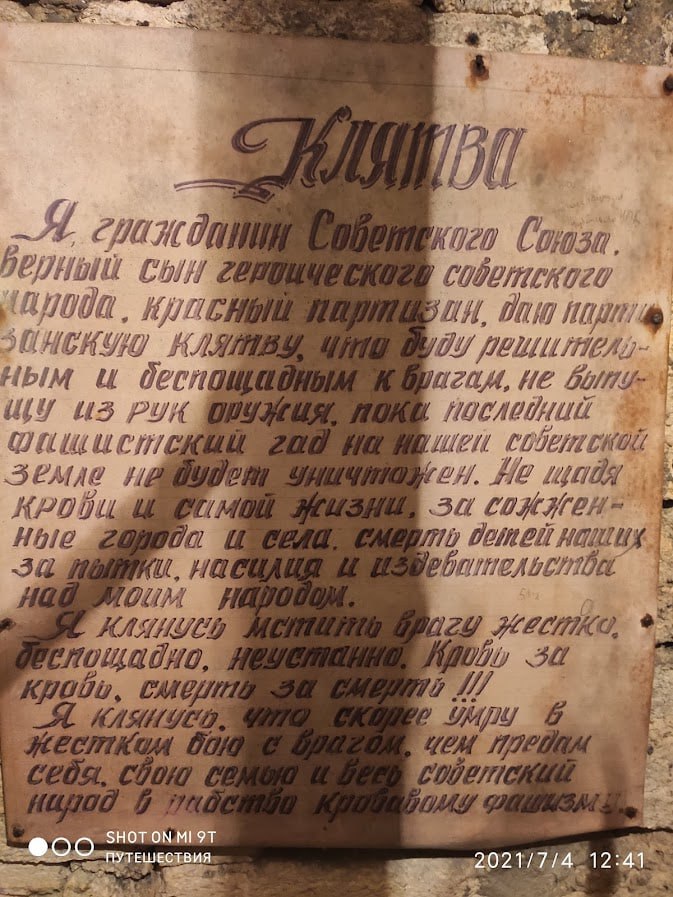 Клятва
Я, гражданин Советского Союза,
верный сын героического советского
народа, красный партизан, даю парти
занскую клятву, что буду решитель-
ным и беспощадным к врагам, не выпу-
щу из рук оружия, пока последний
фашистский гад на нашей советской
земле не будет уничтожен. Не щадя
крови и самой жизни, за сожжен-
ные города и села, смерть детей наших
за пытки, насилия и издевательства
над моим народом.
Я клянусь мстить врагу жестко,
беспощадно, неустанно. Кровь за
кровь, смерть за смерть!!!
Я клянусь, что скорее умру в
жестком бою с врагом, чем предам
себя, свою семью и весь советский
народ в рабство кровавому фашизму.
SHOT ON MI 9T
ПУТЕШЕСТВИЯ
2021/7/4 12:41